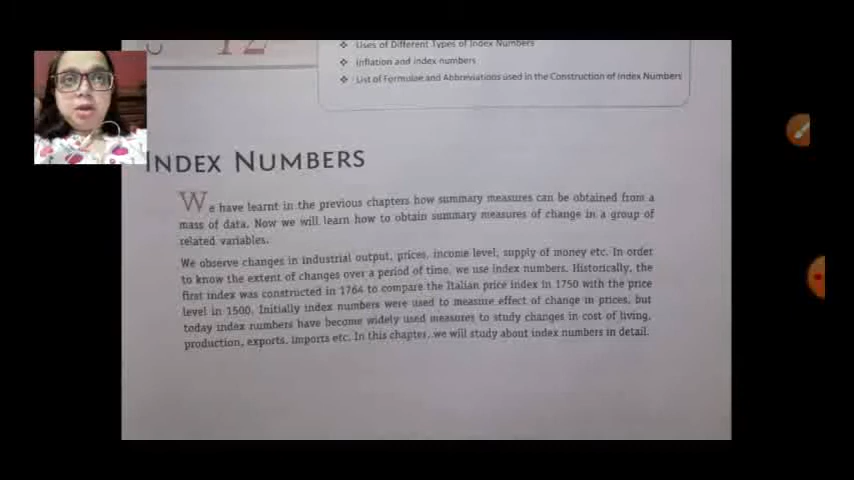 12
❖ Uses of Different Types of Index Numbers
❖ Inflation and index numbers
❖ List of Formulae and Abbreviations used in the Construction of Index Numbers
INDEX NUMBERS
We have learnt in the previous chapters how summary measures can be obtained from a
mass of data. Now we will learn how to obtain summary measures of change in a group of
related variables.
We observe changes in industrial output, prices, income level, supply of money etc. In order
to know the extent of changes over a period of time, we use index numbers. Historically, the
first index was constructed in 1764 to compare the Italian price index in 1750 with the price
level in 1500. Initially index numbers were used to measure effect of change in prices, but
today index numbers have become widely used measures to study changes in cost of living,
production, exports, imports etc. In this chapter, we will study about index numbers in detail.